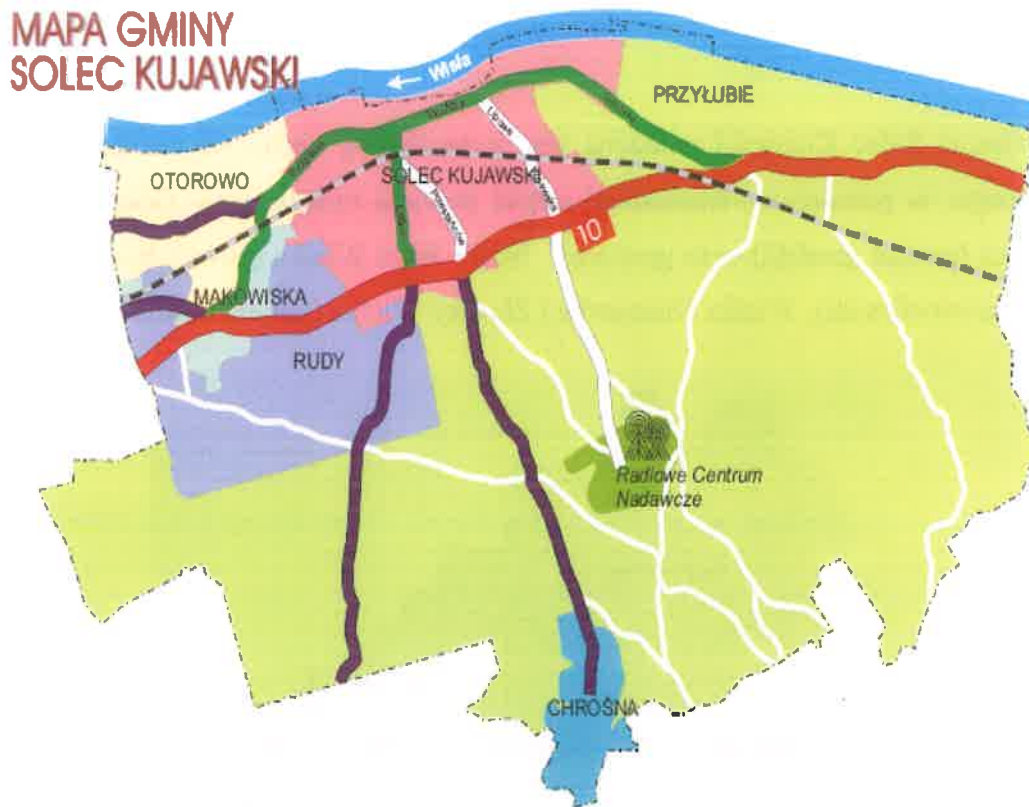 MAPA GMINY
SOLEC KUJAWSKI
← Wisła
PRZYŁUBIE
OTOROWO
SOLEC KUJAWSKI
10
MAKOWISKA
RUDY
Radiowe Centrum
Nadawcze
CHROŚNA